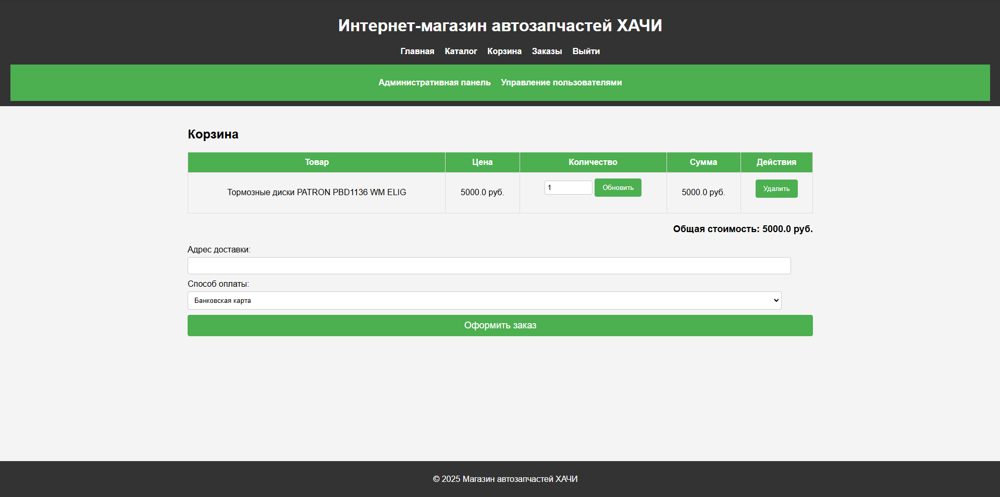 Интернет-магазин автозапчастей ХАЧИ
Главная Каталог Корзина Заказы Выйти
Административная панель Управление пользователями
Корзина
Товар Цена Количество Сумма Действия
Тормозные диски PATRON PBD1136 WM ELIG 5000.0 руб. 1 Обновить 5000.0 руб. Удалить
Общая стоимость: 5000.0 руб.
Адрес доставки:
Способ оплаты:
Банковская карта
Оформить заказ
© 2025 Магазин автозапчастей ХАЧИ